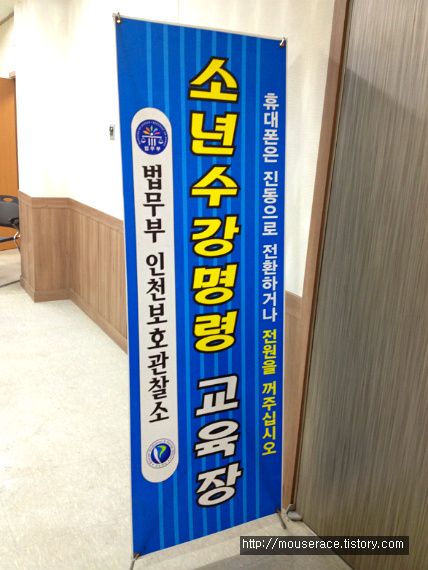 휴대폰은 진동으로 전환하거나 전원을 꺼주십시오
소년수강명령 교육장
법무부
법무부 인천보호관찰소
http://mouserace.tistory.com